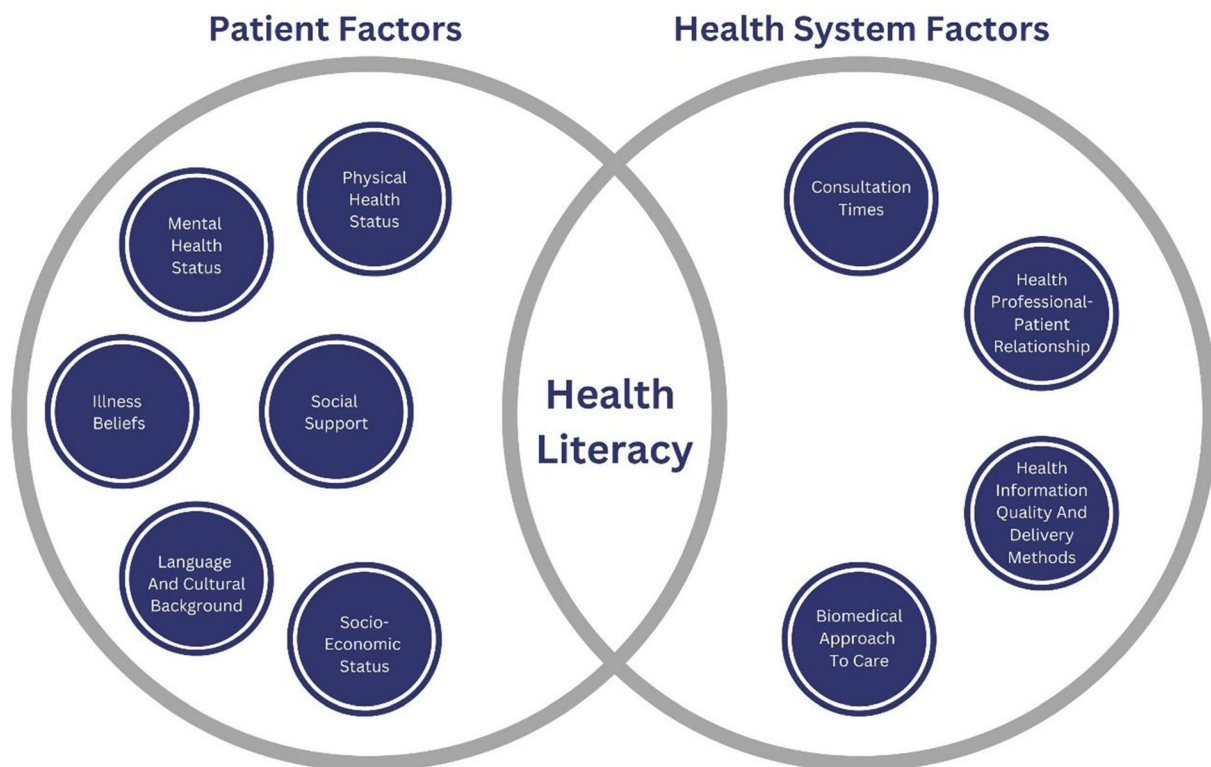 Patient Factors
Health System Factors
Physical
Health
Status
Mental
Health
Status
Illness
Beliefs
Social
Support
Language
And Cultural
Background
Socio-
Economic
Status
Health
Literacy
Consultation
Times
Health
Professional-
Patient
Relationship
Health
Information
Quality And
Delivery
Methods
Biomedical
Approach
To Care